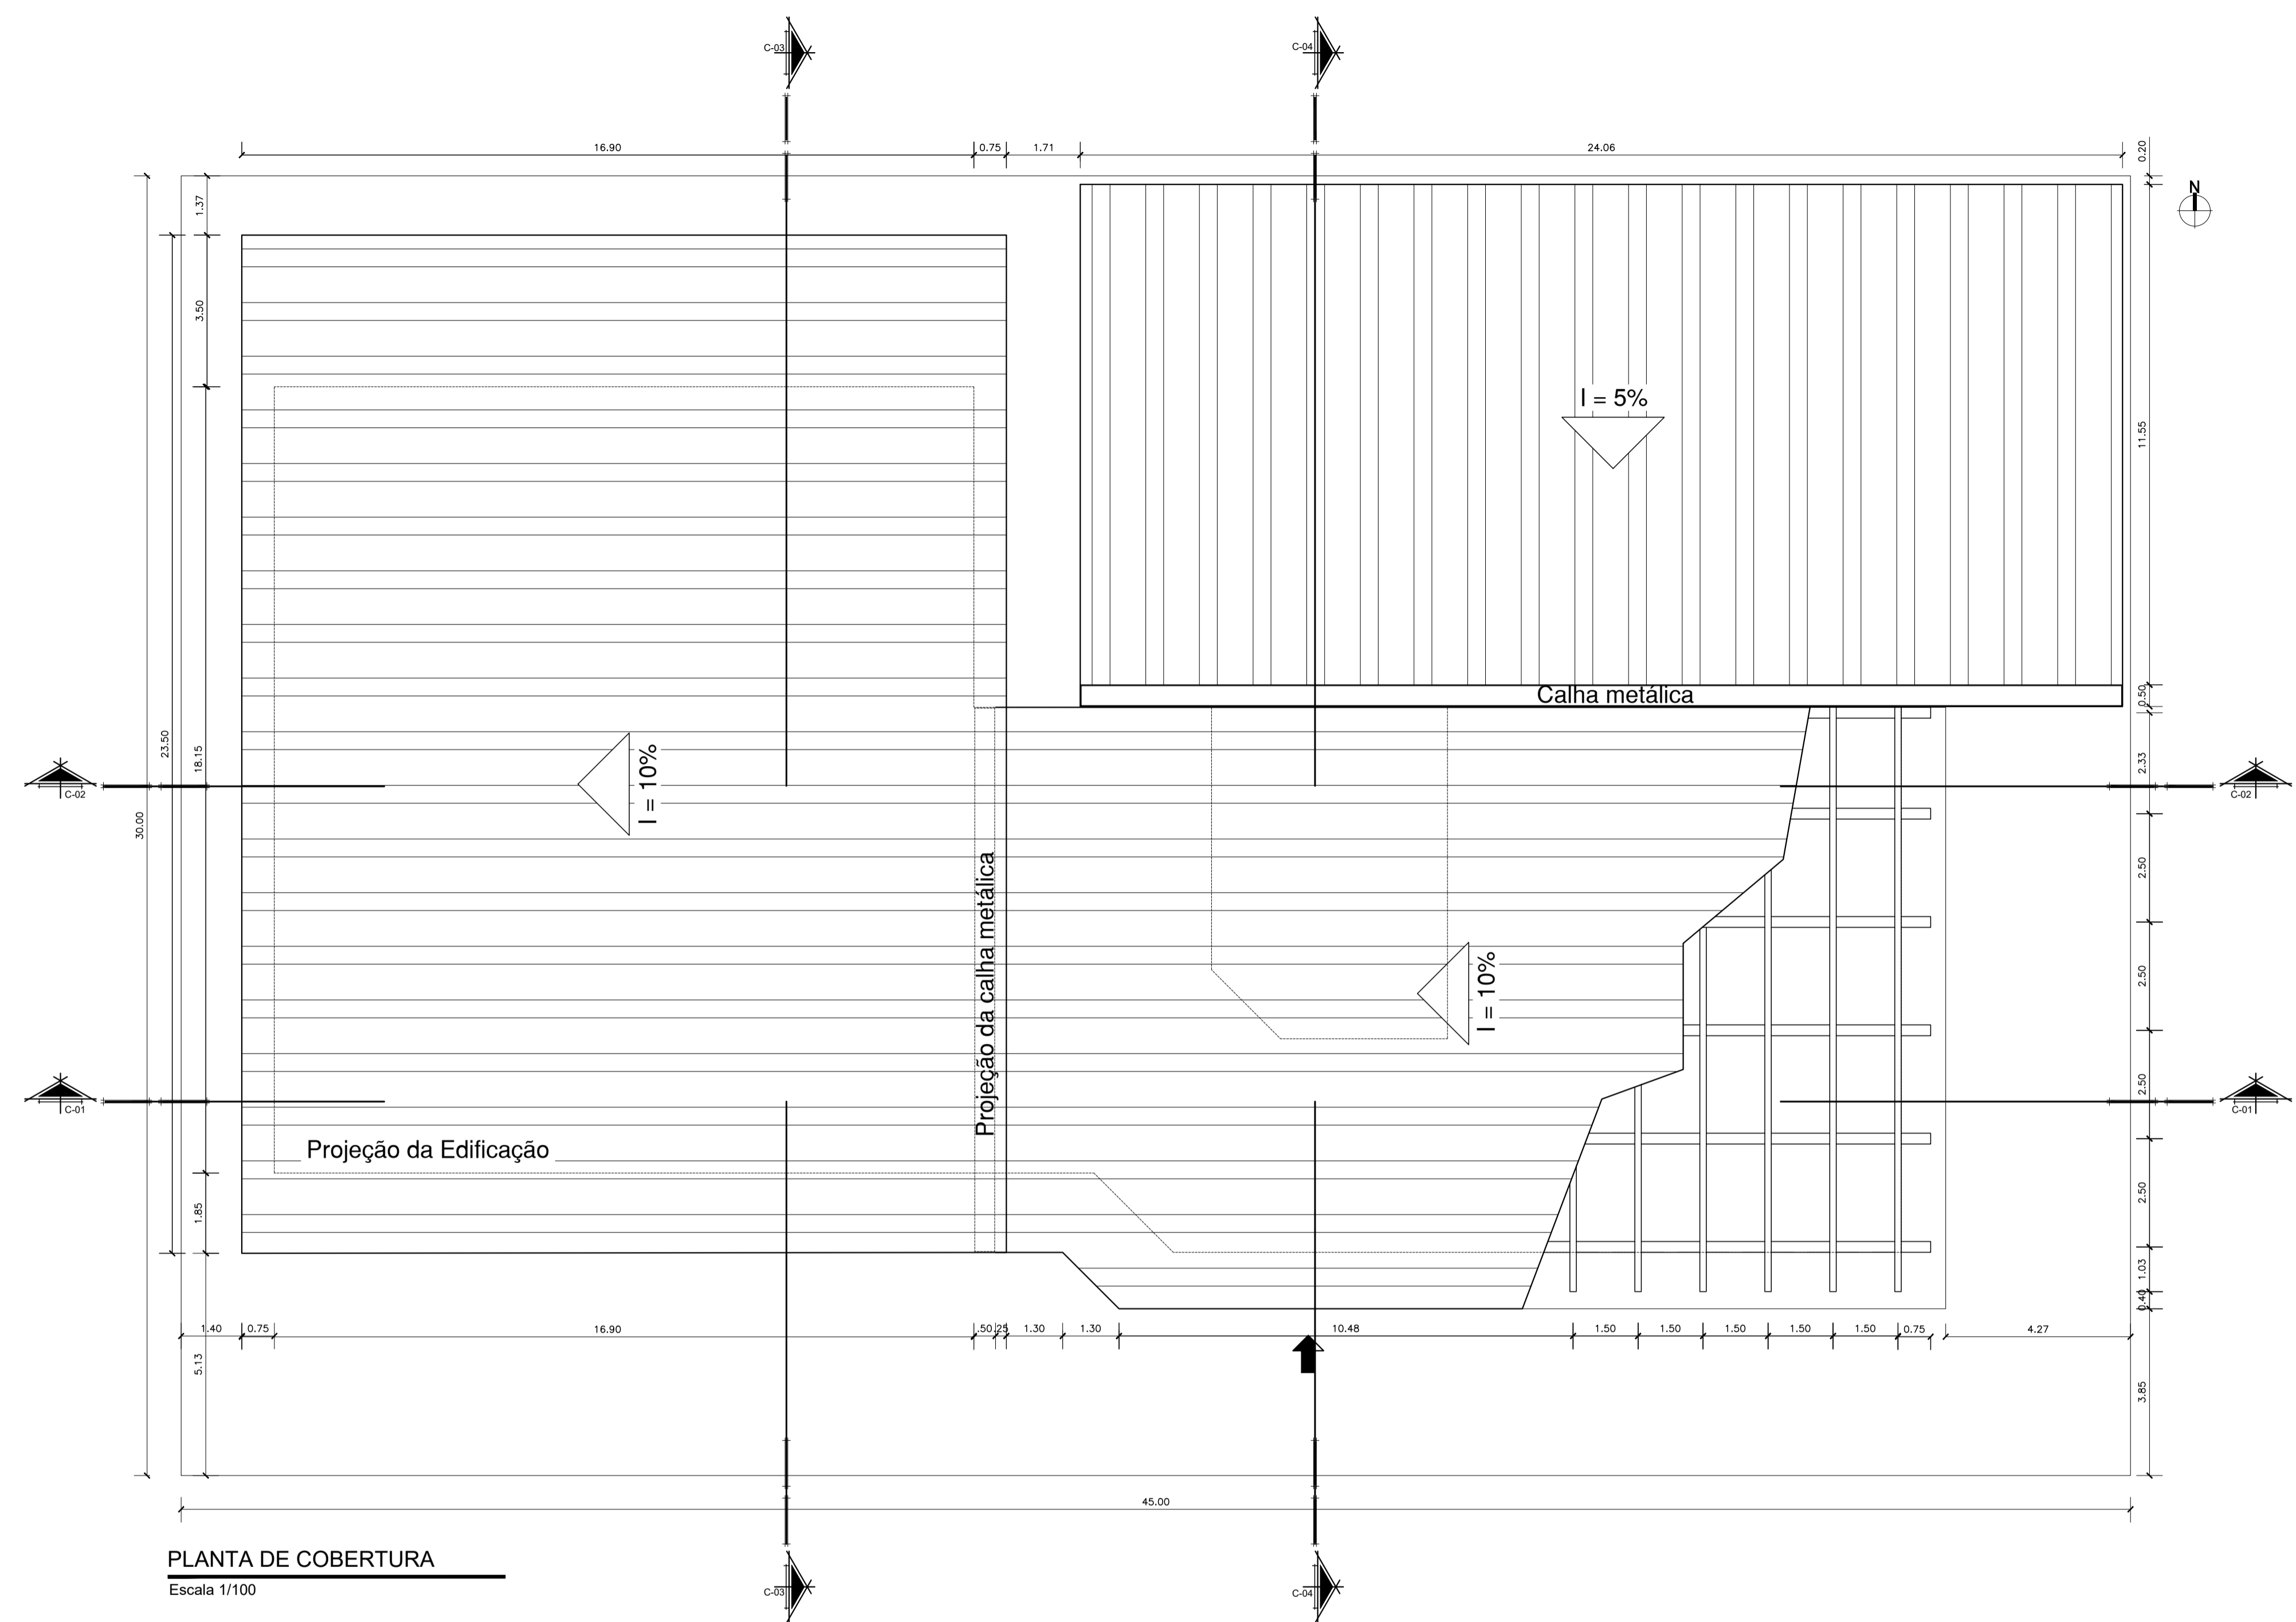 C-03
C-04
16.90
0.75
1.71
24.06
0.20
N
1.37
3.50
I = 5%
11.55
Calha metálica
0.50
23.50
18.15
I = 10%
2.33
C-02
C-02
30.00
Projeção da calha metálica
2.50
I = 10%
2.50
2.50
C-01
C-01
Projeção da Edificação
1.85
2.50
1.03
0.40
1.40
0.75
16.90
.50
.25
1.30
1.30
10.48
1.50
1.50
1.50
1.50
1.50
0.75
4.27
5.13
3.85
45.00
PLANTA DE COBERTURA
Escala 1/100
C-03
C-04